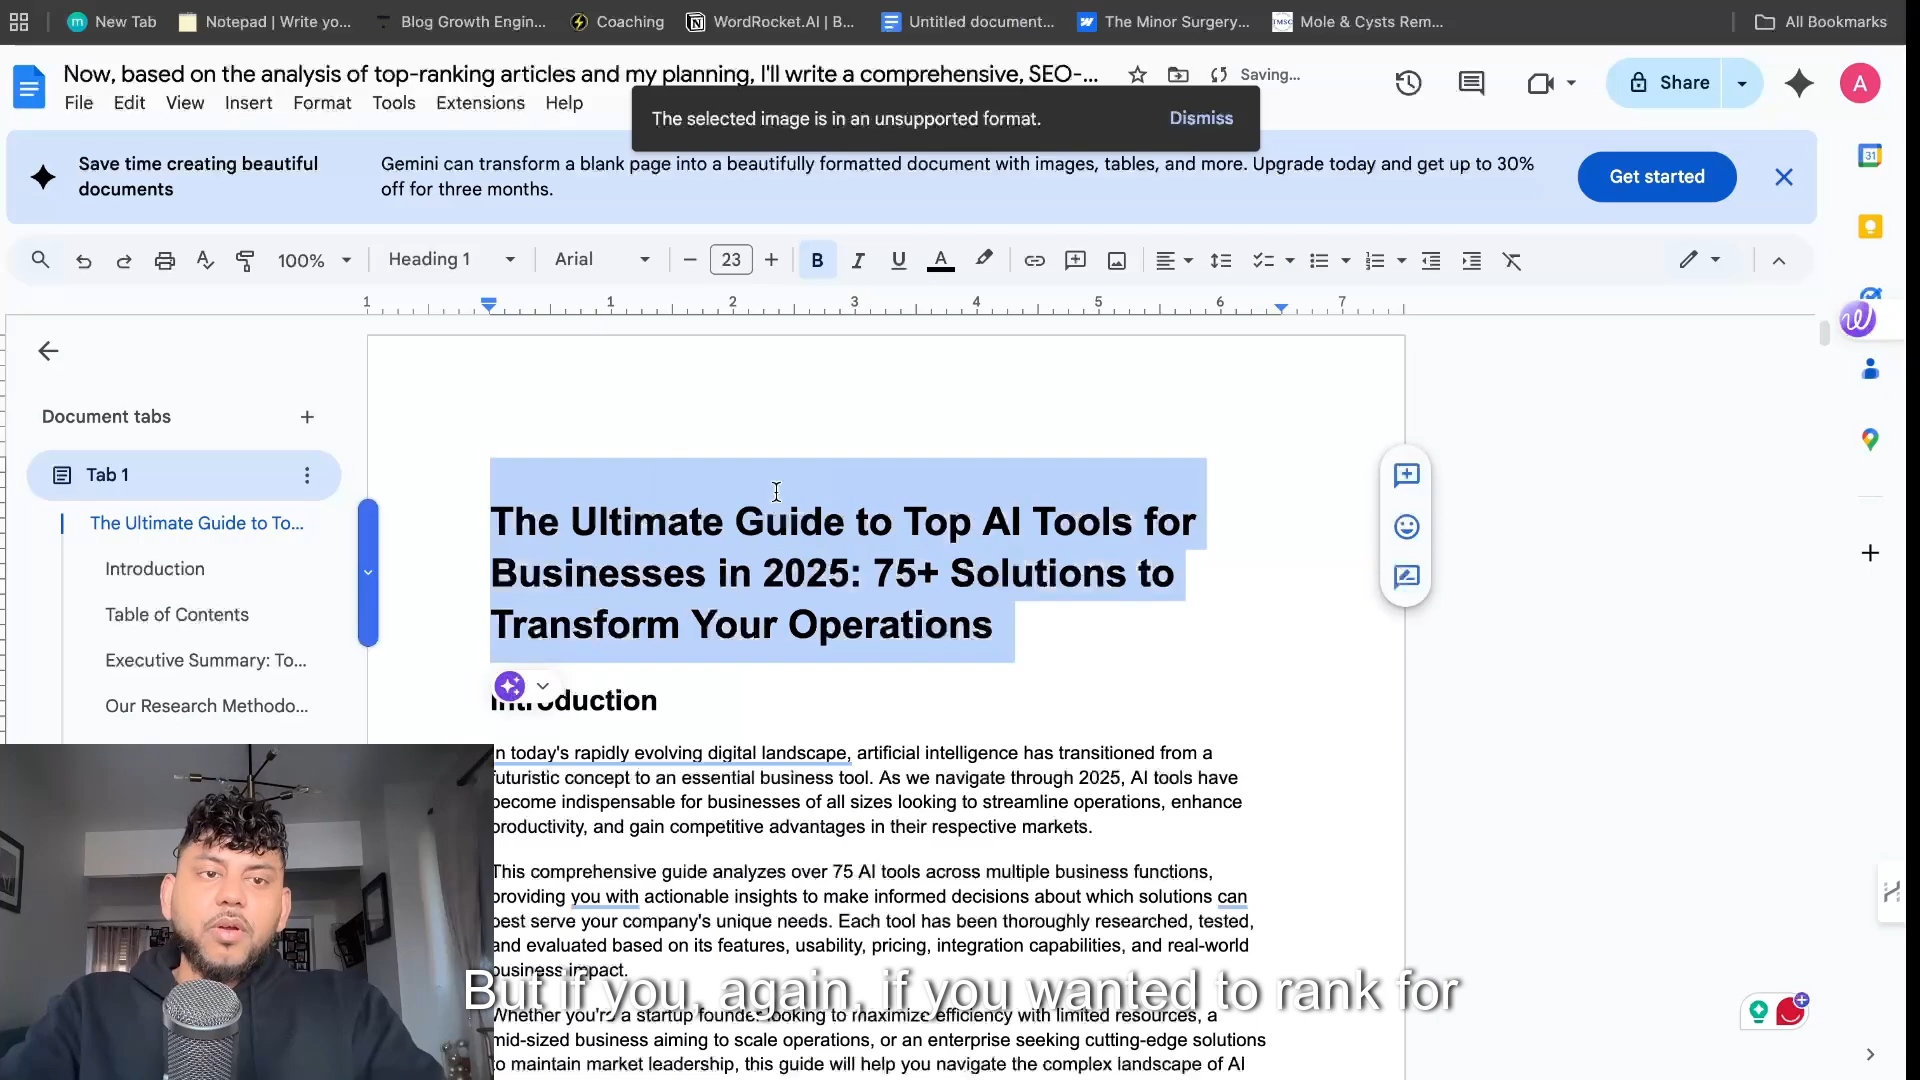 New Tab
Notepad | Write yo...
Blog Growth Engin...
Coaching
WordRocket.AI | B...
Untitled document...
The Minor Surgery...
Mole & Cysts Rem...
All Bookmarks
Now, based on the analysis of top-ranking articles and my planning, I'll write a comprehensive, SEO-...
Saving...
File Edit View Insert Format Tools Extensions Help
Share
A
The selected image is in an unsupported format.
Dismiss
Save time creating beautiful
documents
Gemini can transform a blank page into a beautifully formatted document with images, tables, and more. Upgrade today and get up to 30%
off for three months.
Get started
100%
Heading 1
Arial
23
1 1 2 3 4 5 6 7
31
Document tabs
Tab 1
The Ultimate Guide to To...
Introduction
Table of Contents
Executive Summary: To...
Our Research Methodo...
The Ultimate Guide to Top AI Tools for
Businesses in 2025: 75+ Solutions to
Transform Your Operations
Introduction
In today's rapidly evolving digital landscape, artificial intelligence has transitioned from a
futuristic concept to an essential business tool. As we navigate through 2025, AI tools have
become indispensable for businesses of all sizes looking to streamline operations, enhance
productivity, and gain competitive advantages in their respective markets.
This comprehensive guide analyzes over 75 AI tools across multiple business functions,
providing you with actionable insights to make informed decisions about which solutions can
best serve your company's unique needs. Each tool has been thoroughly researched, tested,
and evaluated based on its features, usability, pricing, integration capabilities, and real-world
business impact.
But if you, again, if you wanted to rank for
Whether you're a startup founder looking to maximize efficiency with limited resources, a
mid-sized business aiming to scale operations, or an enterprise seeking cutting-edge solutions
to maintain market leadership, this guide will help you navigate the complex landscape of AI